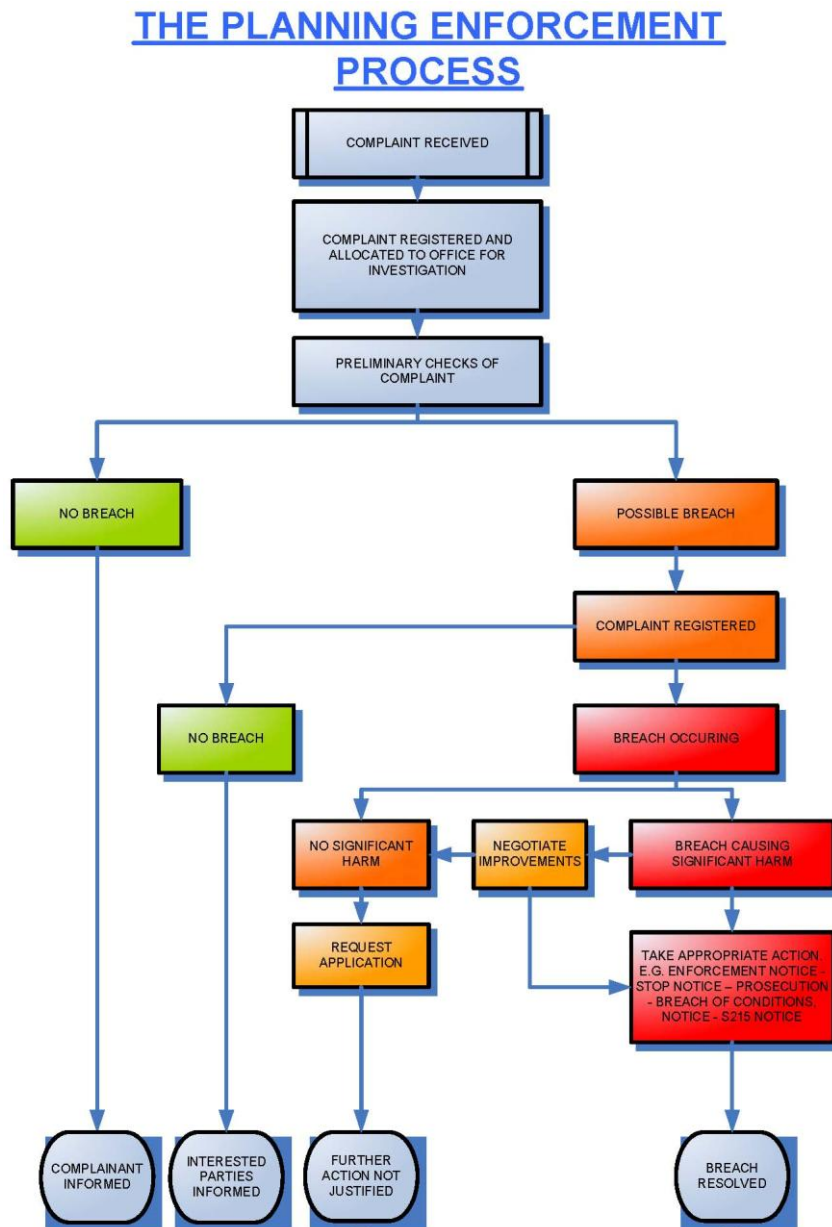 THE PLANNING ENFORCEMENT
PROCESS
COMPLAINT RECEIVED
COMPLAINT REGISTERED AND
ALLOCATED TO OFFICE FOR
INVESTIGATION
PRELIMINARY CHECKS OF
COMPLAINT
NO BREACH
POSSIBLE BREACH
COMPLAINT REGISTERED
NO BREACH
BREACH OCCURING
NO SIGNIFICANT
HARM
NEGOTIATE
IMPROVEMENTS
BREACH CAUSING
SIGNIFICANT HARM
REQUEST
APPLICATION
TAKE APPROPRIATE ACTION,
E.G. ENFORCEMENT NOTICE -
STOP NOTICE – PROSECUTION
- BREACH OF CONDITIONS,
NOTICE - S215 NOTICE
COMPLAINANT
INFORMED
INTERESTED
PARTIES
INFORMED
FURTHER
ACTION NOT
JUSTIFIED
BREACH
RESOLVED